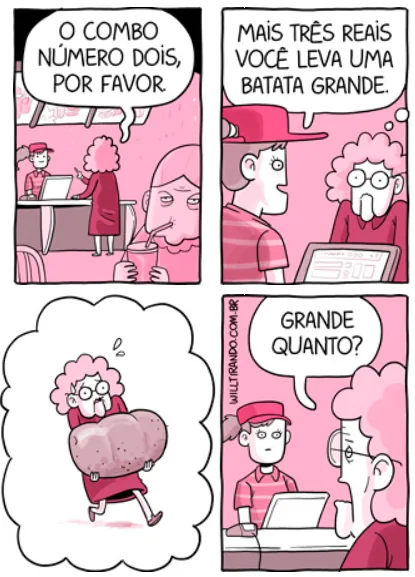 O COMBO
NÚMERO DOIS,
POR FAVOR.
MAIS TRÊS REAIS
VOCÊ LEVA UMA
BATATA GRANDE.
WILLTIRANDO.COM.BR
GRANDE
QUANTO?